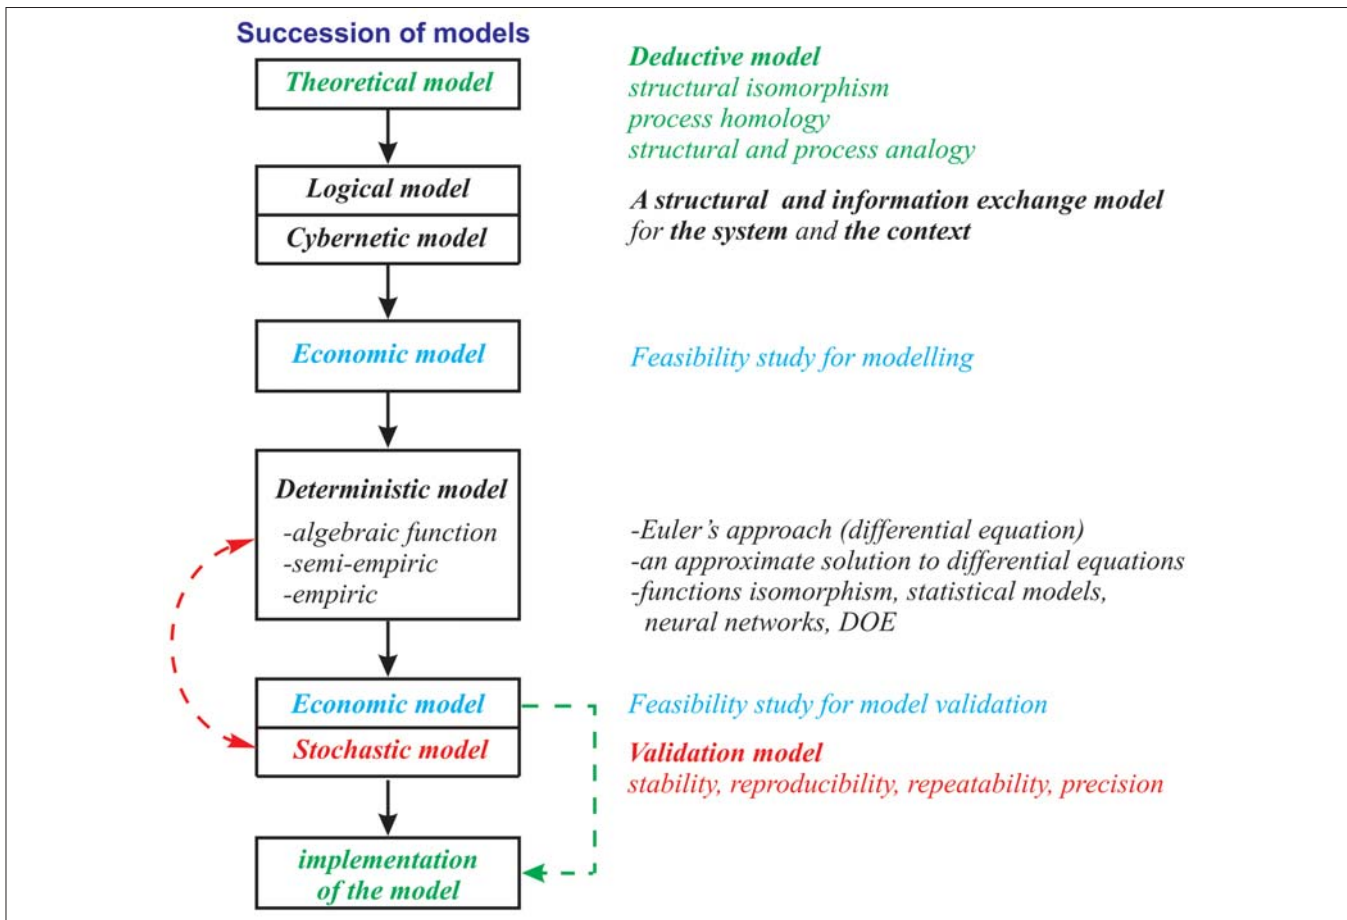 Succession of models
Theoretical model
Deductive model
structural isomorphism
process homology
structural and process analogy
Logical model
Cybernetic model
A structural and information exchange model
for the system and the context
Economic model
Feasibility study for modelling
Deterministic model
-algebraic function
-semi-empiric
-empiric
-Euler’s approach (differential equation)
-an approximate solution to differential equations
-functions isomorphism, statistical models,
neural networks, DOE
Economic model
Feasibility study for model validation
Stochastic model
Validation model
stability, reproducibility, repeatability, precision
implementation
of the model